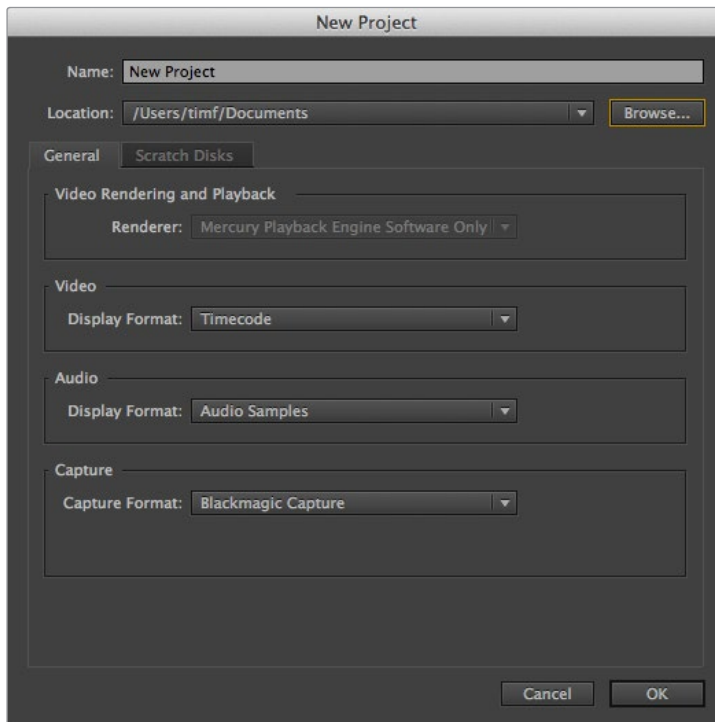 New Project
Name: New Project
Location: /Users/timf/Documents Browse...
General Scratch Disks
Video Rendering and Playback
Renderer: Mercury Playback Engine Software Only
Video
Display Format: Timecode
Audio
Display Format: Audio Samples
Capture
Capture Format: Blackmagic Capture
Cancel OK